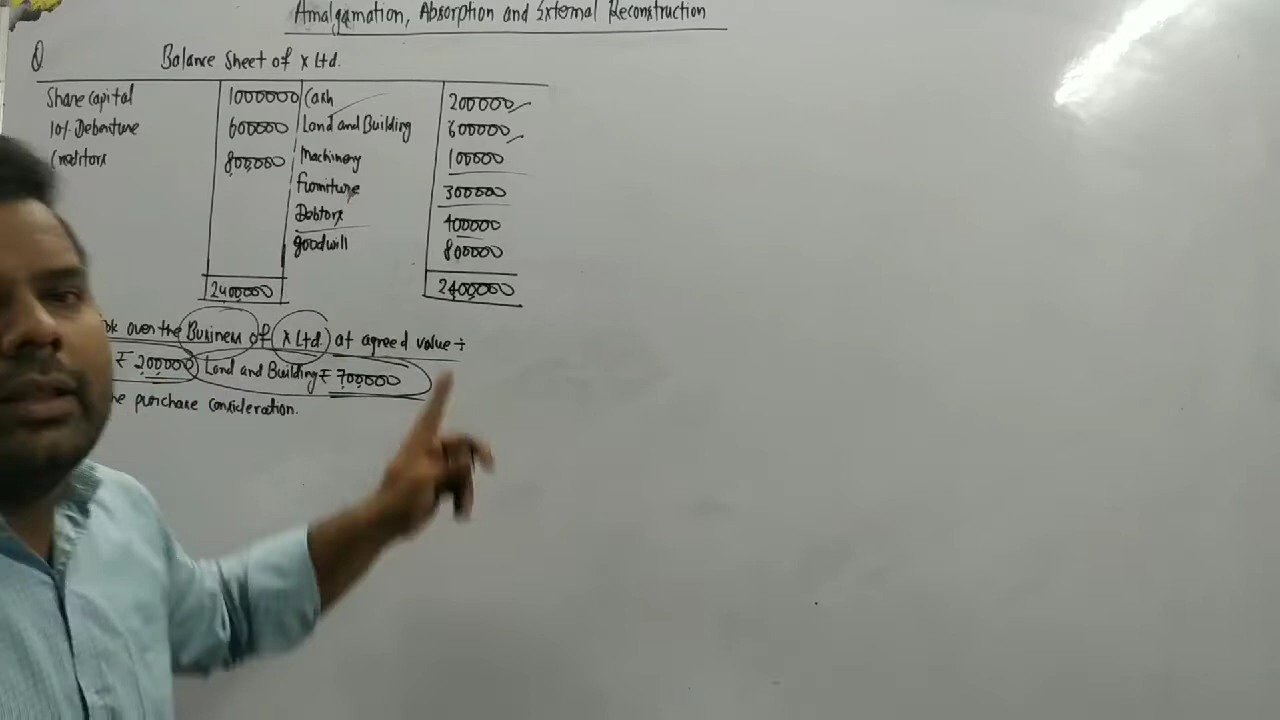 Amalgamation, Absorption and External Reconstruction
Q Balance Sheet of X Ltd.
Share capital 1000000 Cash 200000
10% Debenture 600000 Land and Building 600000
Creditors 800000 Machinery 100000
Furniture 300000
Debtors 400000
goodwill 800000
2400000 2400000
over the Business of X Ltd. at agreed value ÷
₹ 200000 Land and Building ₹ 700000
purchase consideration.